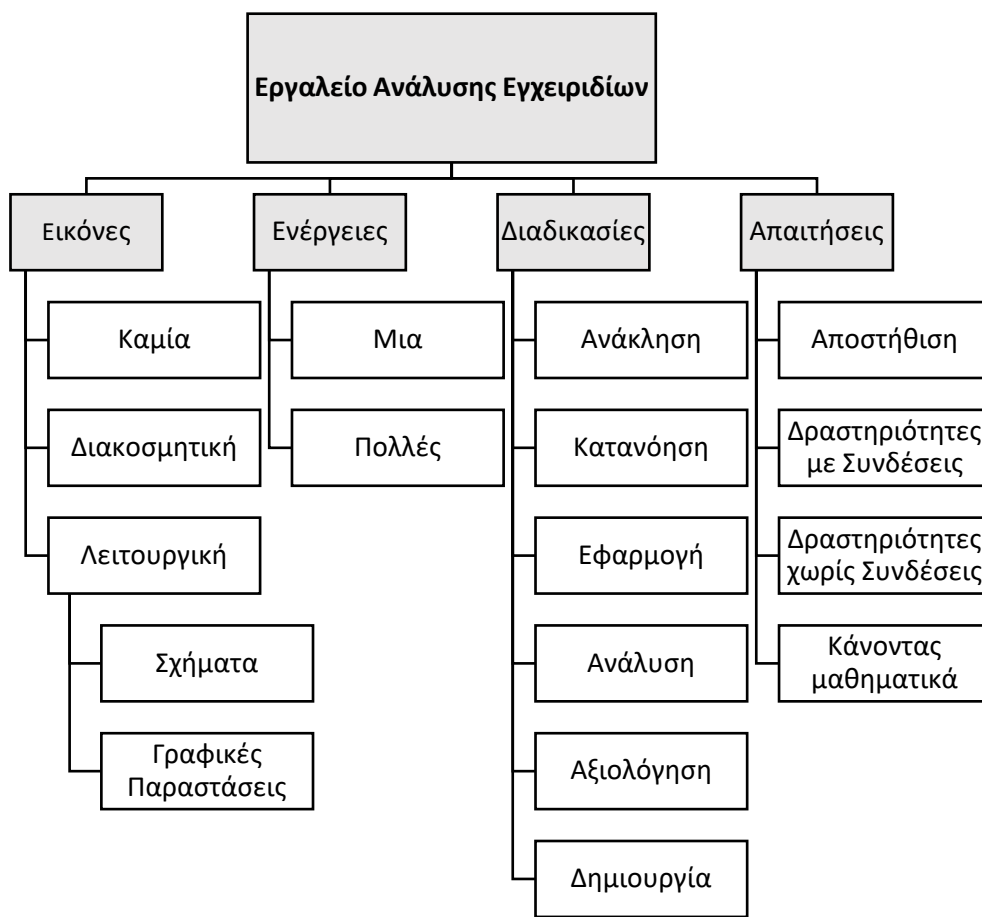 Εργαλείο Ανάλυσης Εγχειριδίων
Εικόνες
Καμία
Διακοσμητική
Λειτουργική
Σχήματα
Γραφικές
Παραστάσεις
Ενέργειες
Μια
Πολλές
Διαδικασίες
Ανάκληση
Κατανόηση
Εφαρμογή
Ανάλυση
Αξιολόγηση
Δημιουργία
Απαιτήσεις
Αποστήθιση
Δραστηριότητες
με Συνδέσεις
Δραστηριότητες
χωρίς Συνδέσεις
Κάνοντας
μαθηματικά